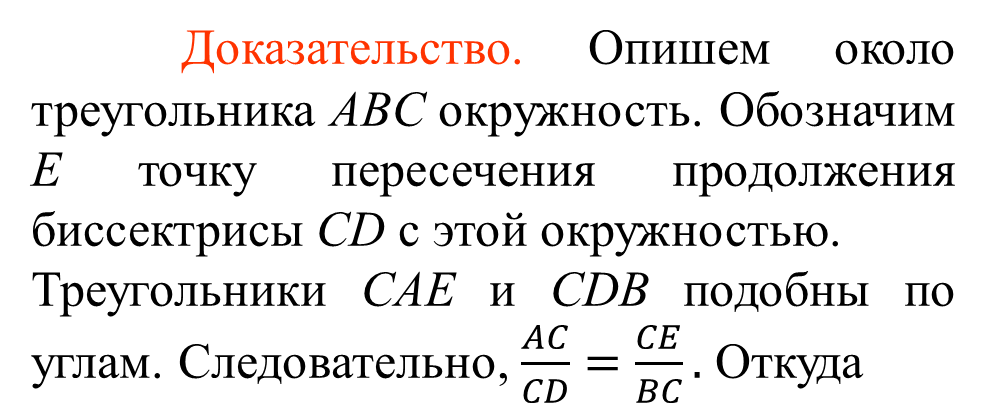 Доказательство. Опишем около
треугольника ABC окружность. Обозначим
E точку пересечения продолжения
биссектрисы CD с этой окружностью.
Треугольники CAE и CDB подобны по
углам. Следовательно, AC/CD = CE/BC. Откуда